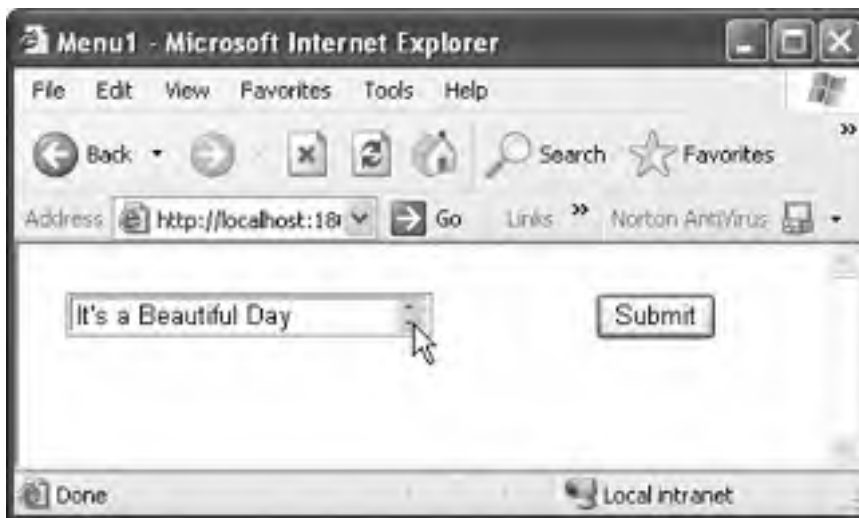 Menu1 - Microsoft Internet Explorer
File Edit View Favorites Tools Help
Back Search Favorites »
Address http://localhost:18 Go Links » Norton AntiVirus
It's a Beautiful Day Submit
Done Local intranet